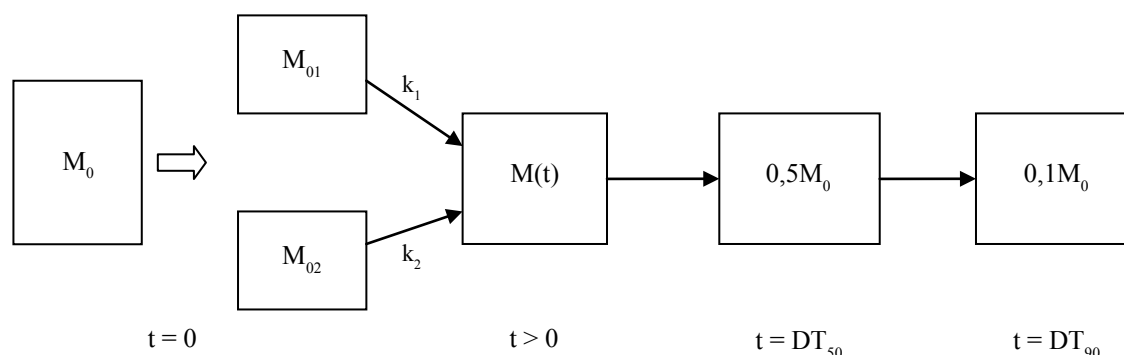 M₀
M₀₁
k₁
M₀₂
k₂
M(t)
0,5M₀
0,1M₀
t = 0
t > 0
t = DT₅₀
t = DT₉₀